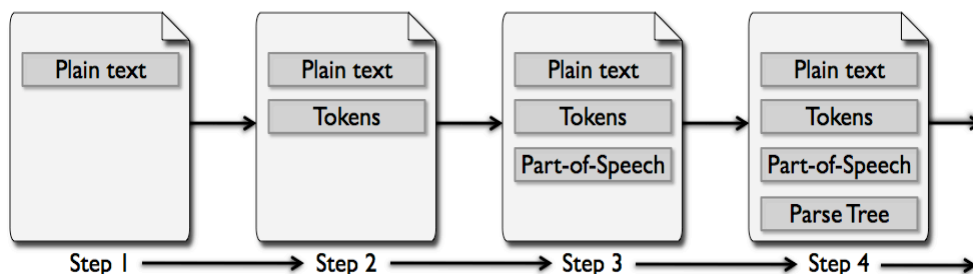 Plain text
Plain text
Tokens
Plain text
Tokens
Part-of-Speech
Plain text
Tokens
Part-of-Speech
Parse Tree
Step 1
Step 2
Step 3
Step 4